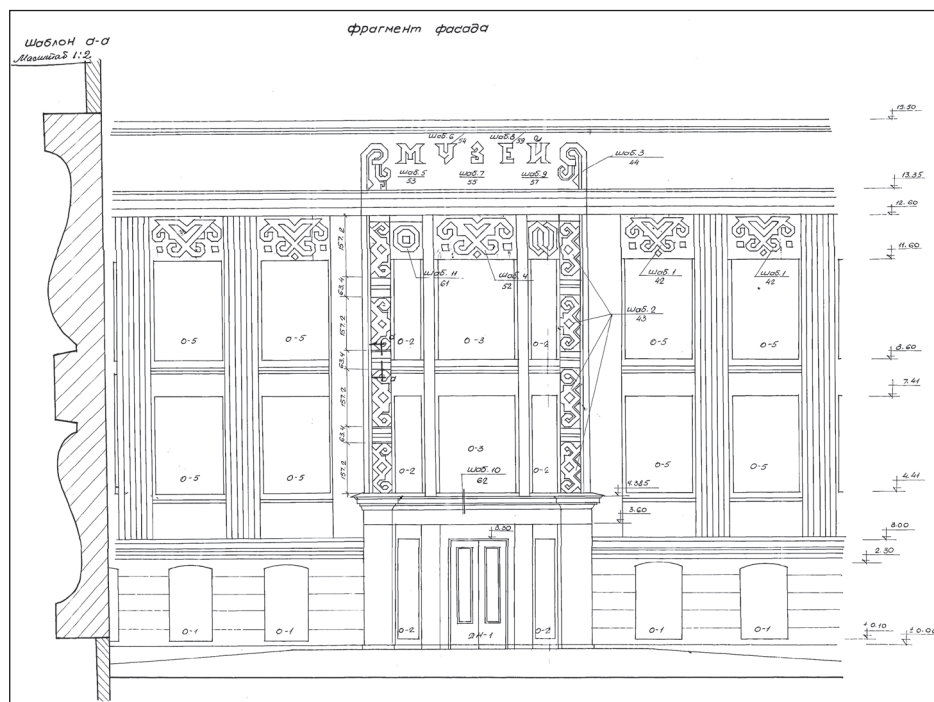 фрагмент фасада
Шаблон а-а
Масштаб 1:2
15.50
МУЗЕЙ
шаб.6
54
шаб.8
59
шаб.3
44
шаб.5
53
шаб.7
55
шаб.9
57
13.35
12.60
11.60
шаб.11
61
шаб.4
52
шаб.1
42
шаб.1
42
шаб.2
43
157.2
63.4
157.2
63.4
157.2
63.4
157.2
О-5
О-5
О-2
О-3
О-2
О-5
О-5
а
а
8.60
7.41
О-5
О-5
О-2
О-3
О-2
О-5
О-5
шаб.10
62
4.385
4.41
3.60
3.00
3.00
2.30
О-1
О-1
О-2
ДН-1
О-2
О-1
О-1
+0.10
±0.00